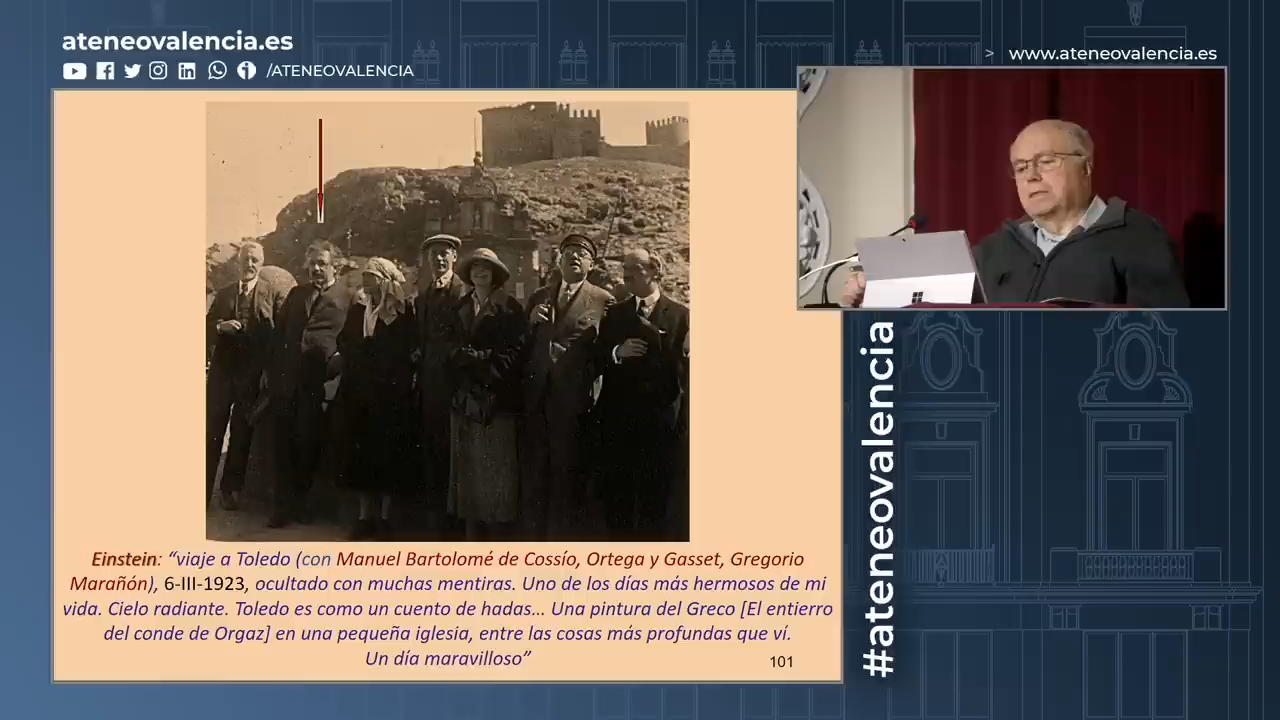 ateneovalencia.es
/ATENEOVALENCIA
> www.ateneovalencia.es
#ateneovalencia
Einstein: “viaje a Toledo (con Manuel Bartolomé de Cossío, Ortega y Gasset, Gregorio
Marañón), 6-III-1923, ocultado con muchas mentiras. Uno de los días más hermosos de mi
vida. Cielo radiante. Toledo es como un cuento de hadas... Una pintura del Greco [El entierro
del conde de Orgaz] en una pequeña iglesia, entre las cosas más profundas que ví.
Un día maravilloso”
101